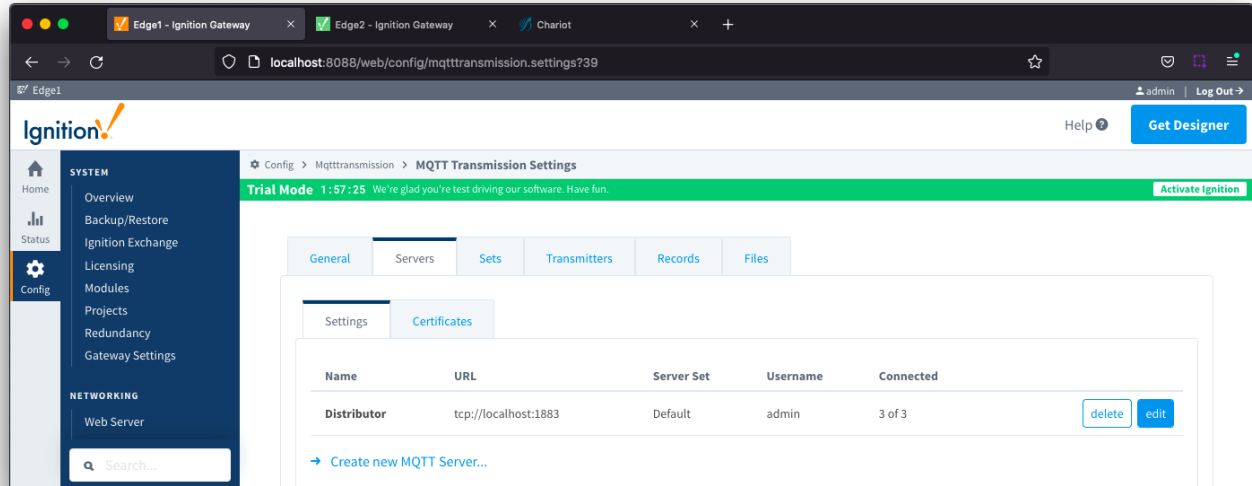 Edge1 - Ignition Gateway
Edge2 - Ignition Gateway
Chariot
localhost:8088/web/config/mqtttransmission.settings?39
Edge1
admin | Log Out
Ignition!
Help
Get Designer
Home
Status
Config
SYSTEM
Overview
Backup/Restore
Ignition Exchange
Licensing
Modules
Projects
Redundancy
Gateway Settings
NETWORKING
Web Server
Search...
Config > Mqtttransmission > MQTT Transmission Settings
Trial Mode 1:57:25 We're glad you're test driving our software. Have fun.
Activate Ignition
General Servers Sets Transmitters Records Files
Settings Certificates
Name URL Server Set Username Connected
Distributor tcp://localhost:1883 Default admin 3 of 3 delete edit
→ Create new MQTT Server...